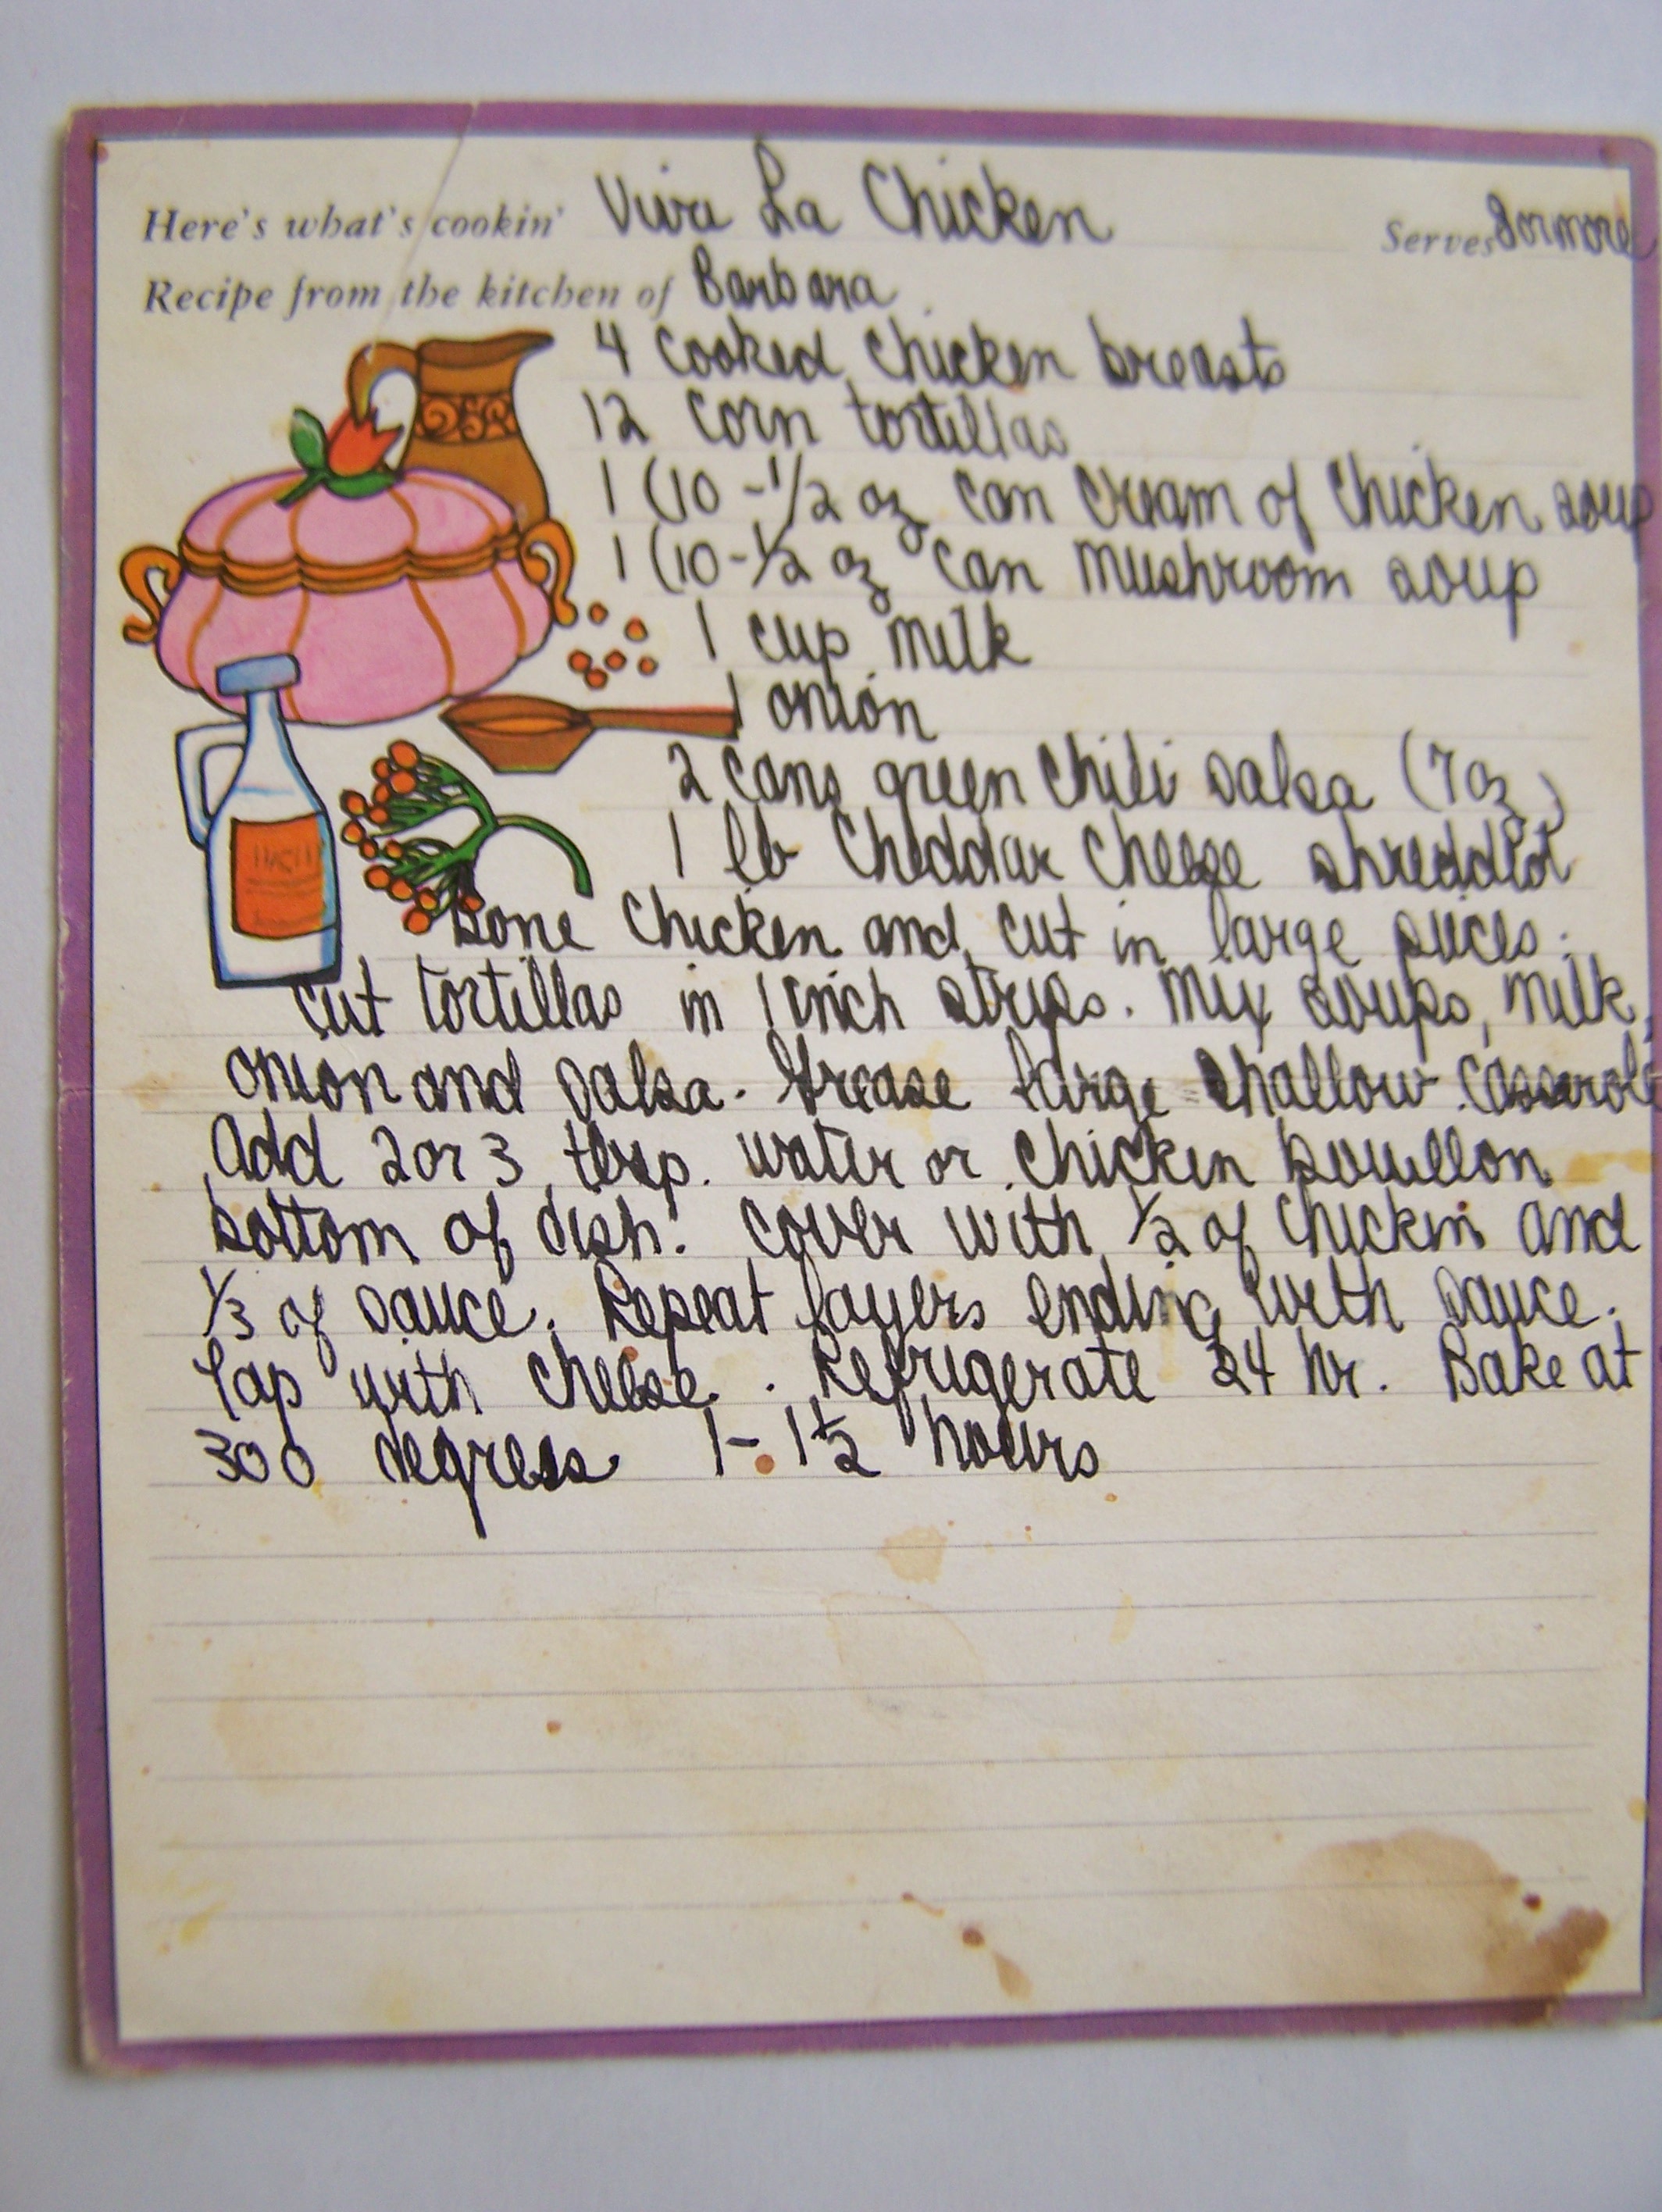 Here's what's cookin' Viva La Chicken Serves 8 or more
Recipe from the kitchen of Barbara
4 cooked chicken breasts
12 corn tortillas
1 (10-1/2 oz can cream of chicken soup
1 (10-1/2 oz can mushroom soup
1 cup milk
1 onion
2 cans green chili salsa (7 oz)
1 lb cheddar cheese shredded
Bone chicken and cut in large pieces.
Cut tortillas in 1 inch strips. Mix soups, milk,
onion and salsa. Grease large shallow casserole
Add 2 or 3 tbsp. water or chicken bouillon
bottom of dish. Cover with 1/2 of chicken and
1/3 of sauce. Repeat layers ending with sauce.
Top with cheese. Refrigerate 24 hr. Bake at
300 degrees 1-1 1/2 hours